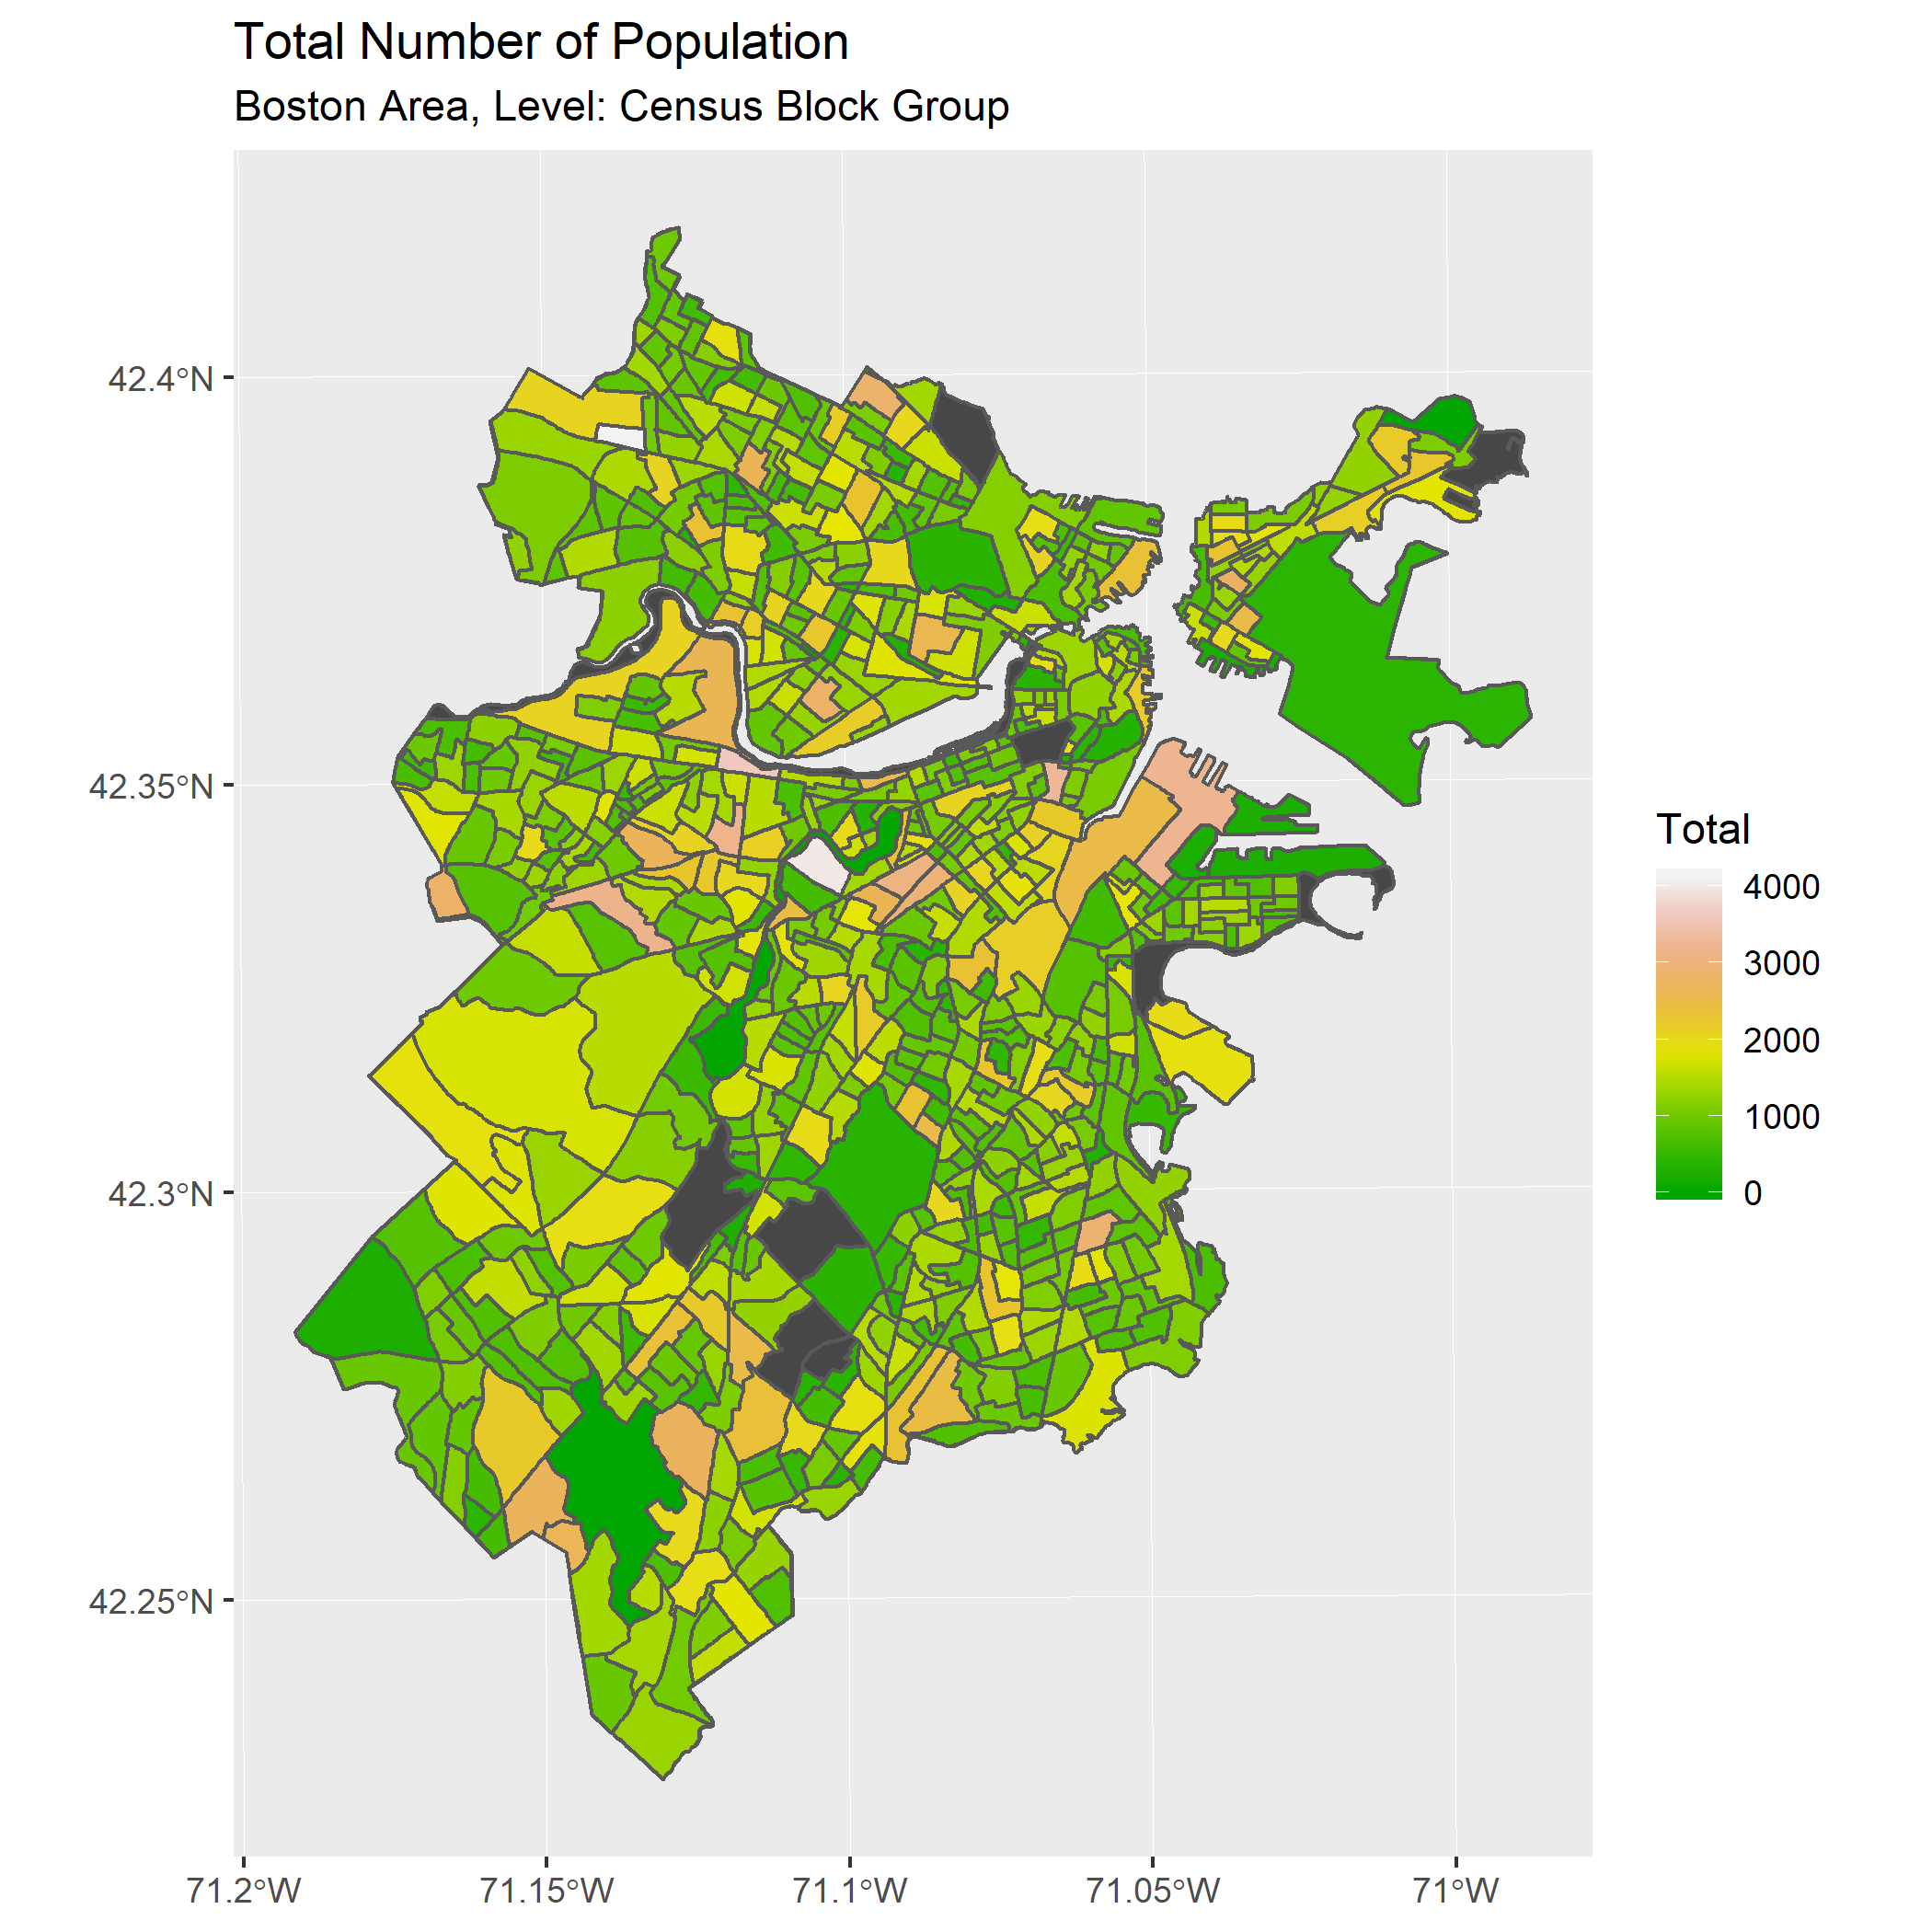 Total Number of Population
Boston Area, Level: Census Block Group
42.4°N
42.35°N
42.3°N
42.25°N
71.2°W
71.15°W
71.1°W
71.05°W
71°W
Total
4000
3000
2000
1000
0